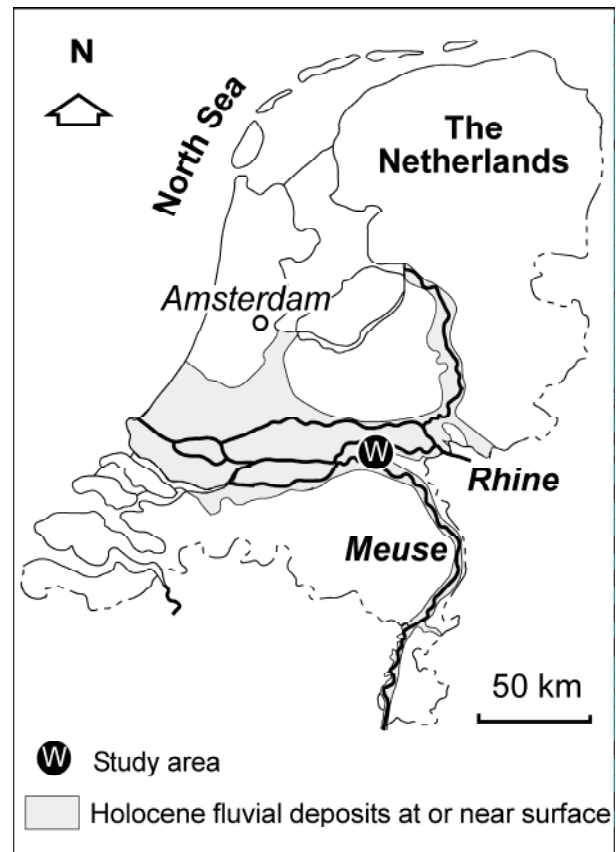 N
North Sea
The
Netherlands
Amsterdam
W
Rhine
Meuse
50 km
W Study area
Holocene fluvial deposits at or near surface